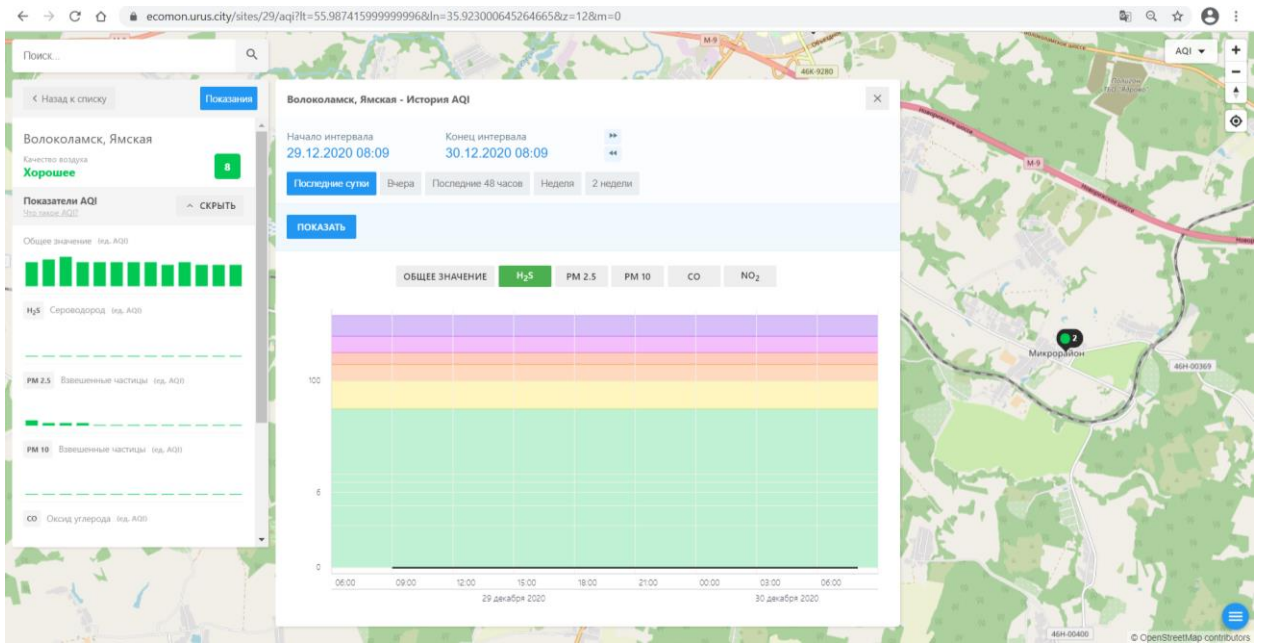 ecomon.urus.city/sites/29/aqi?lt=55.987415999999996&ln=35.9230006452646​65&z=12&m=0
Поиск...
М-9
46К-9280
AQI
Назад к списку
Показания
Волоколамск, Ямская - История AQI
Волоколамск, Ямская
Качество воздуха
Хорошее
8
Начало интервала
Конец интервала
29.12.2020 08:09
30.12.2020 08:09
Последние сутки
Вчера
Последние 48 часов
Неделя
2 недели
Показатели AQI
Что такое AQI?
СКРЫТЬ
ПОКАЗАТЬ
Общее значение (ед. AQI)
ОБЩЕЕ ЗНАЧЕНИЕ
H₂S
PM 2.5
PM 10
CO
NO₂
H₂S Сероводород (ед. AQI)
PM 2.5 Взвешенные частицы (ед. AQI)
PM 10 Взвешенные частицы (ед. AQI)
CO Оксид углерода (ед. AQI)
100
6
0
06:00 09:00 12:00 15:00 18:00 21:00 00:00 03:00 06:00
29 декабря 2020
30 декабря 2020
М-9
Новорижское шоссе
2
Микрорайон
46Н-00369
46Н-00400
© OpenStreetMap contributors